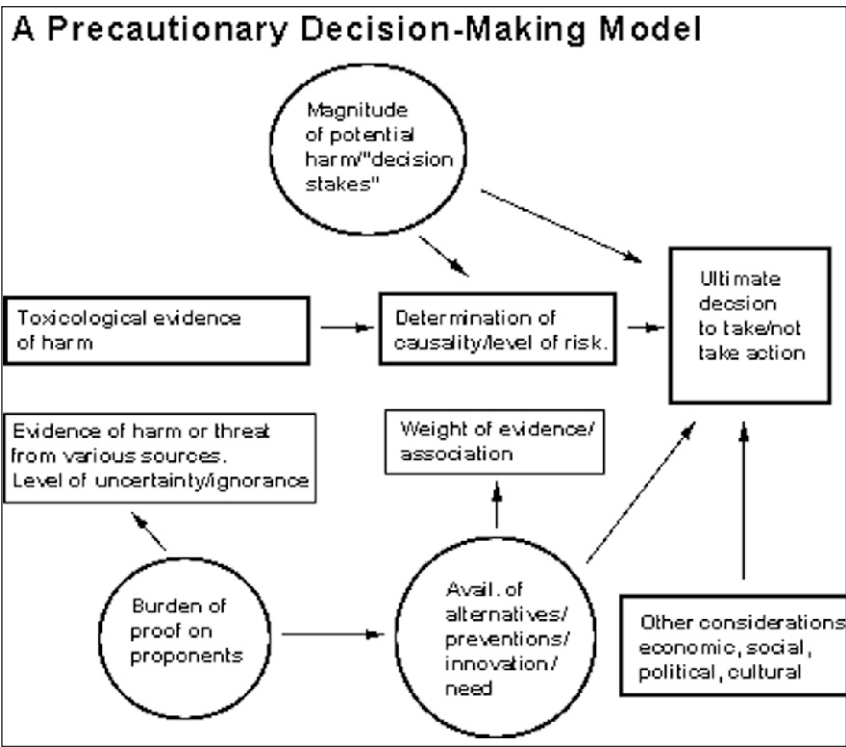 A Precautionary Decision-Making Model
Magnitude
of potential
harm/"decision
stakes"
Ultimate
decsion
to take/not
take action
Toxicological evidence
of harm
Determination of
causality/level of risk.
Evidence of harm or threat
from various sources.
Level of uncertainty/ignorance
Weight of evidence/
association
Burden of
proof on
proponents
Avail. of
alternatives/
preventions/
innovation/
need
Other considerations
economic, social,
political, cultural